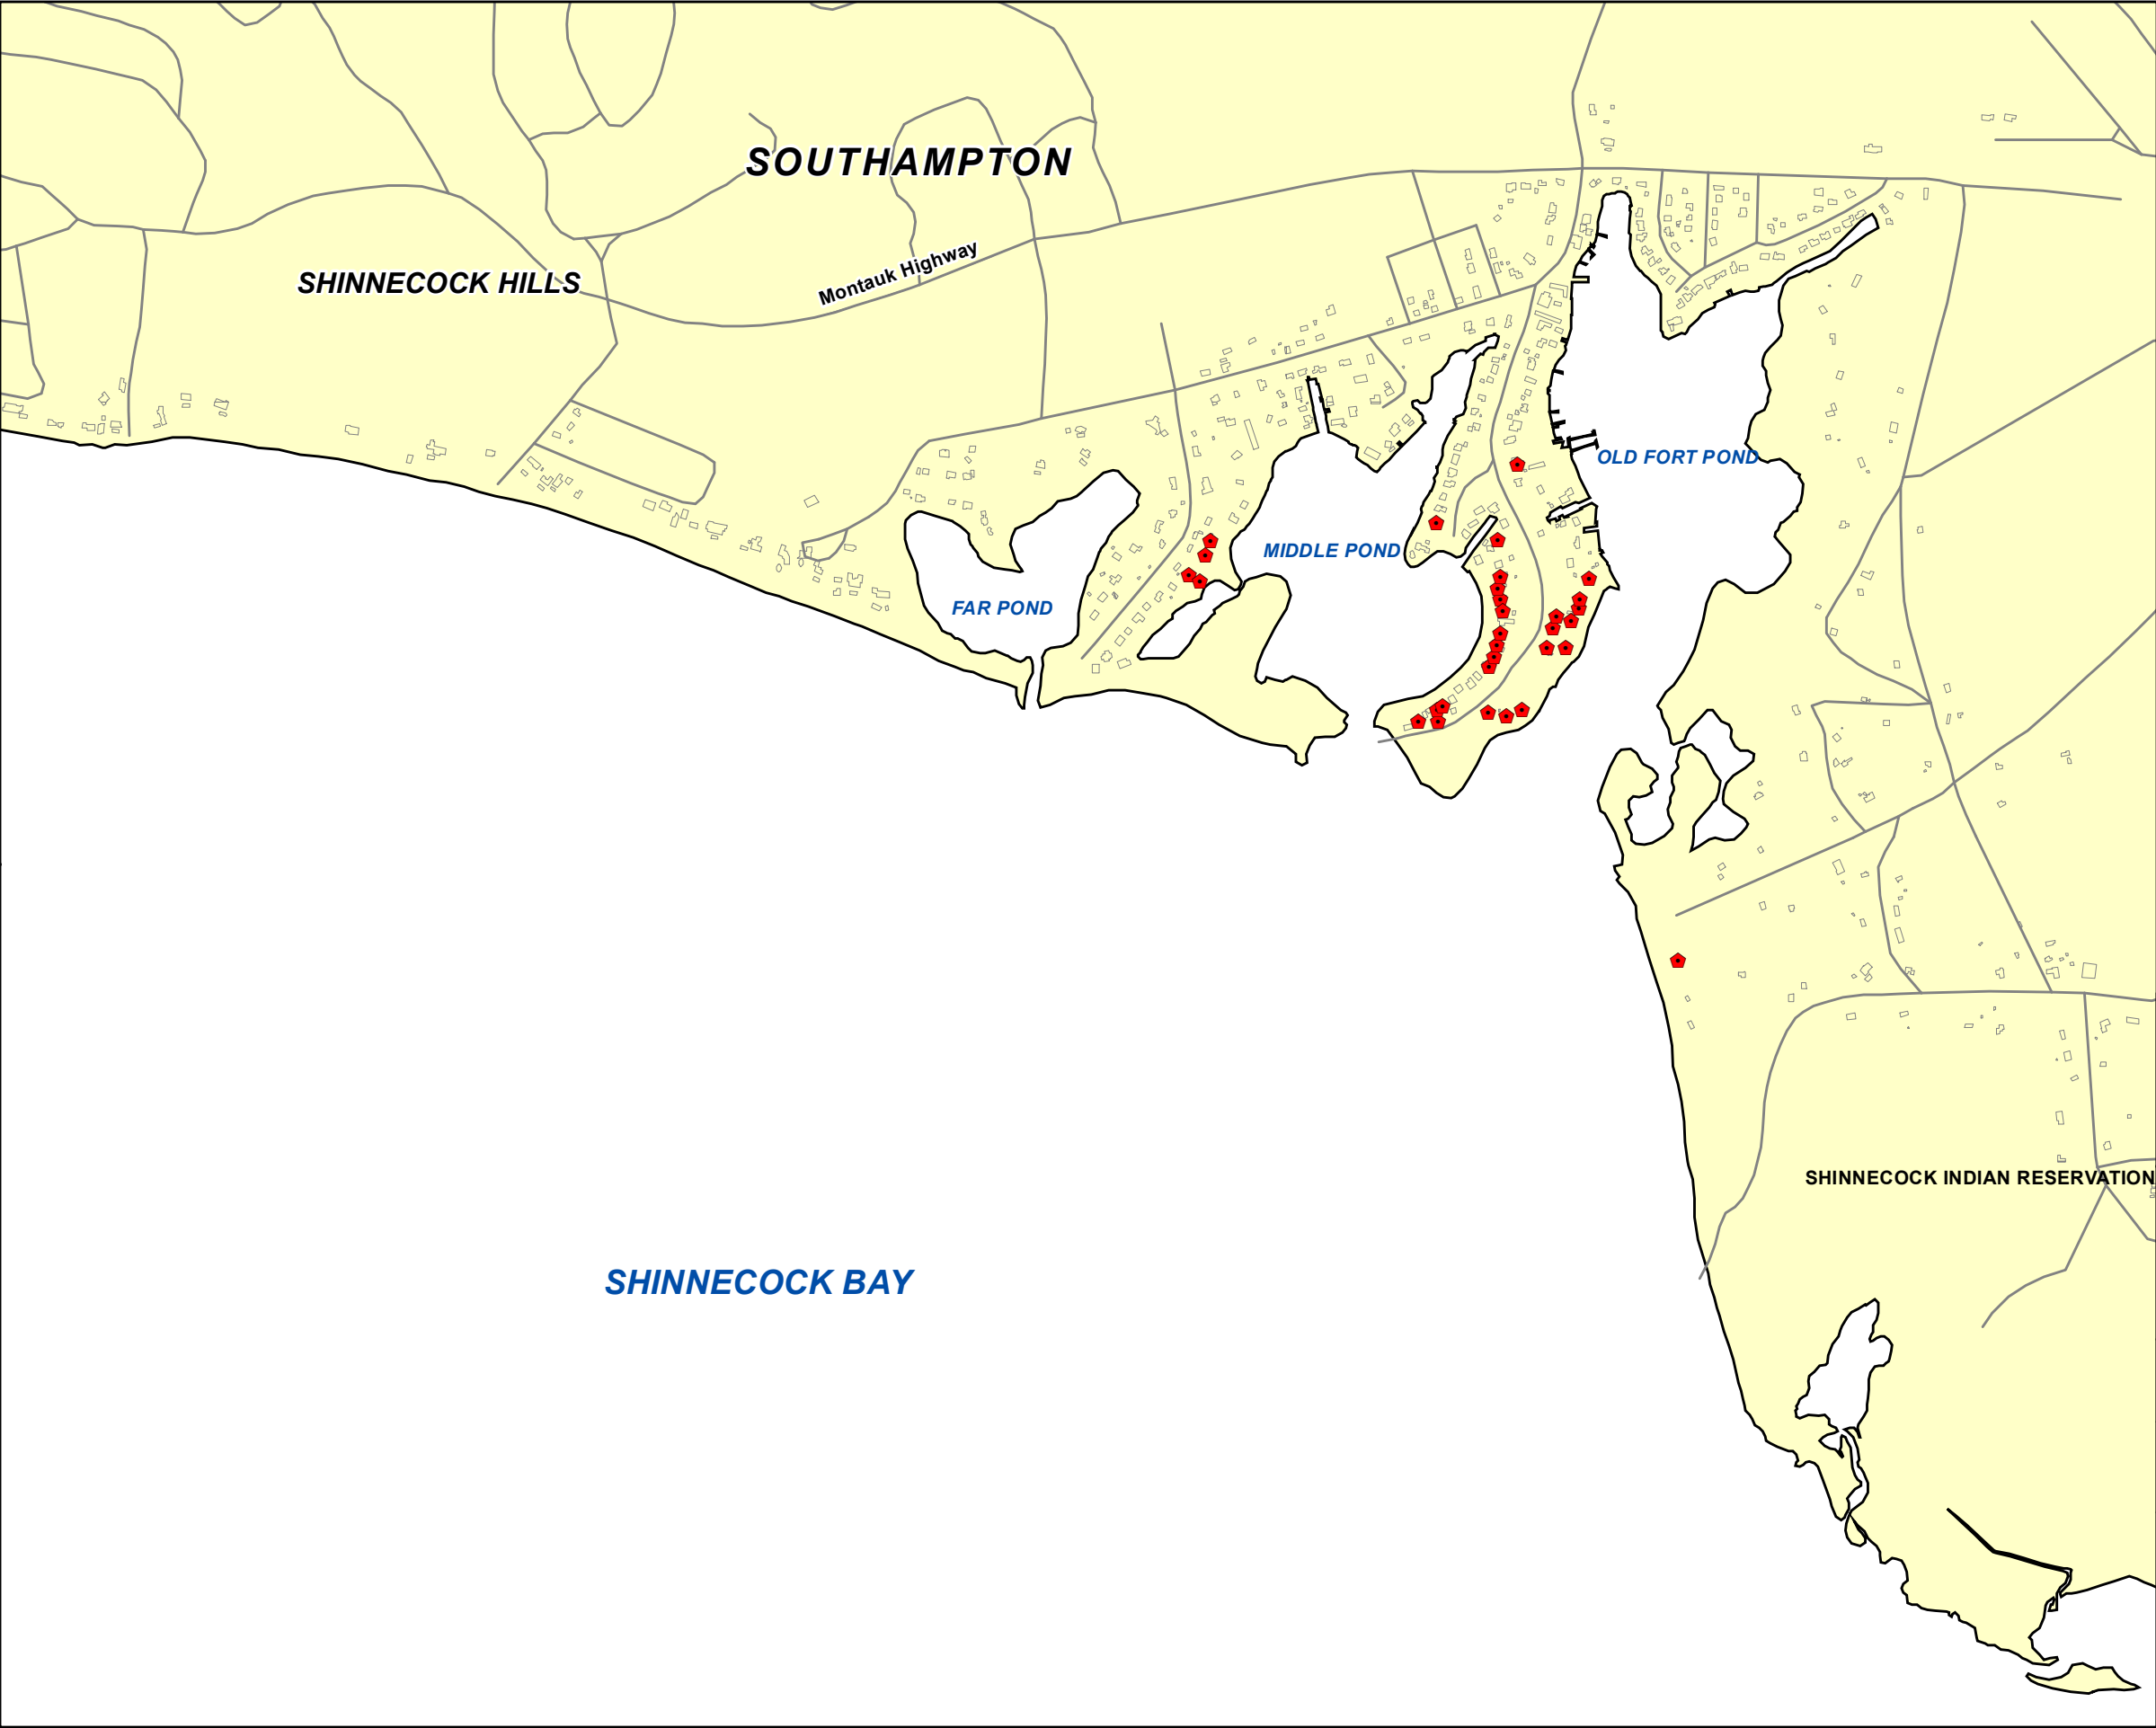 SOUTHAMPTON
Montauk Highway
SHINNECOCK HILLS
OLD FORT POND
MIDDLE POND
FAR POND
SHINNECOCK INDIAN RESERVATION
SHINNECOCK BAY